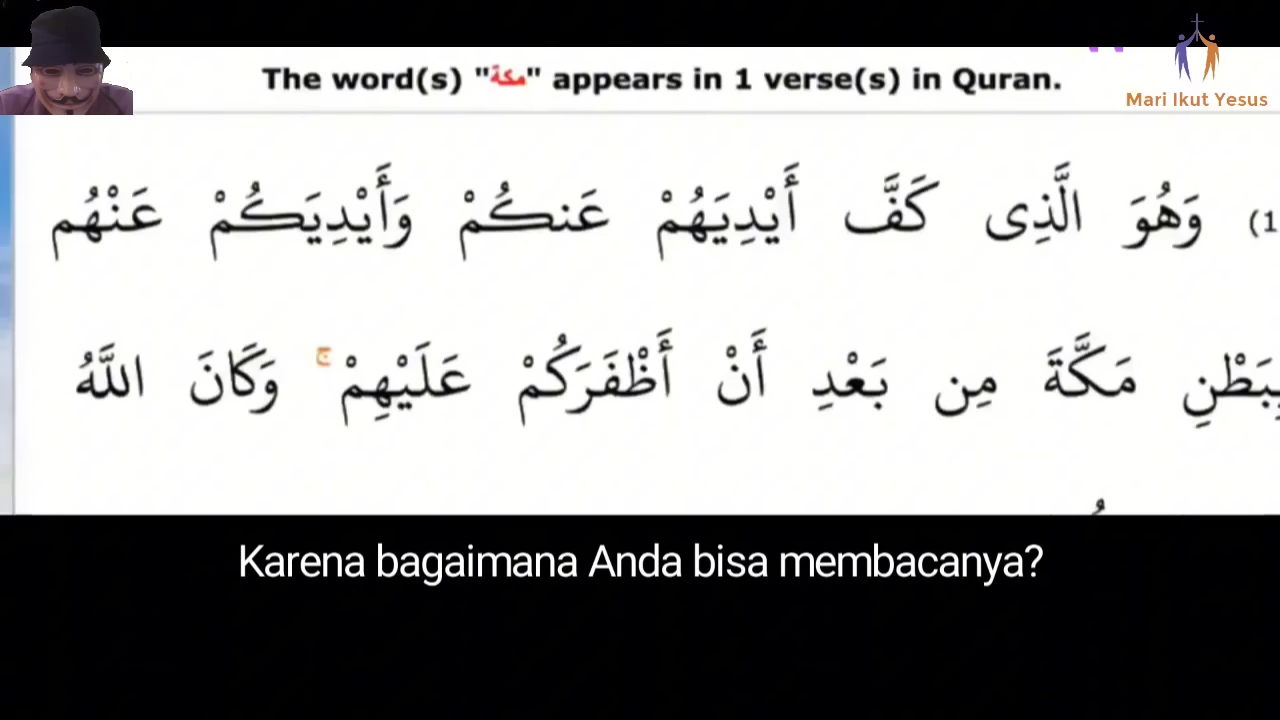 Mari Ikut Yesus
The word(s) "مكة" appears in 1 verse(s) in Quran.
(1 وَهُوَ الَّذِى كَفَّ أَيْدِيَهُمْ عَنكُمْ وَأَيْدِيَكُمْ عَنْهُم
بِبَطْنِ مَكَّةَ مِن بَعْدِ أَنْ أَظْفَرَكُمْ عَلَيْهِمْ ۚ وَكَانَ اللَّهُ
Karena bagaimana Anda bisa membacanya?